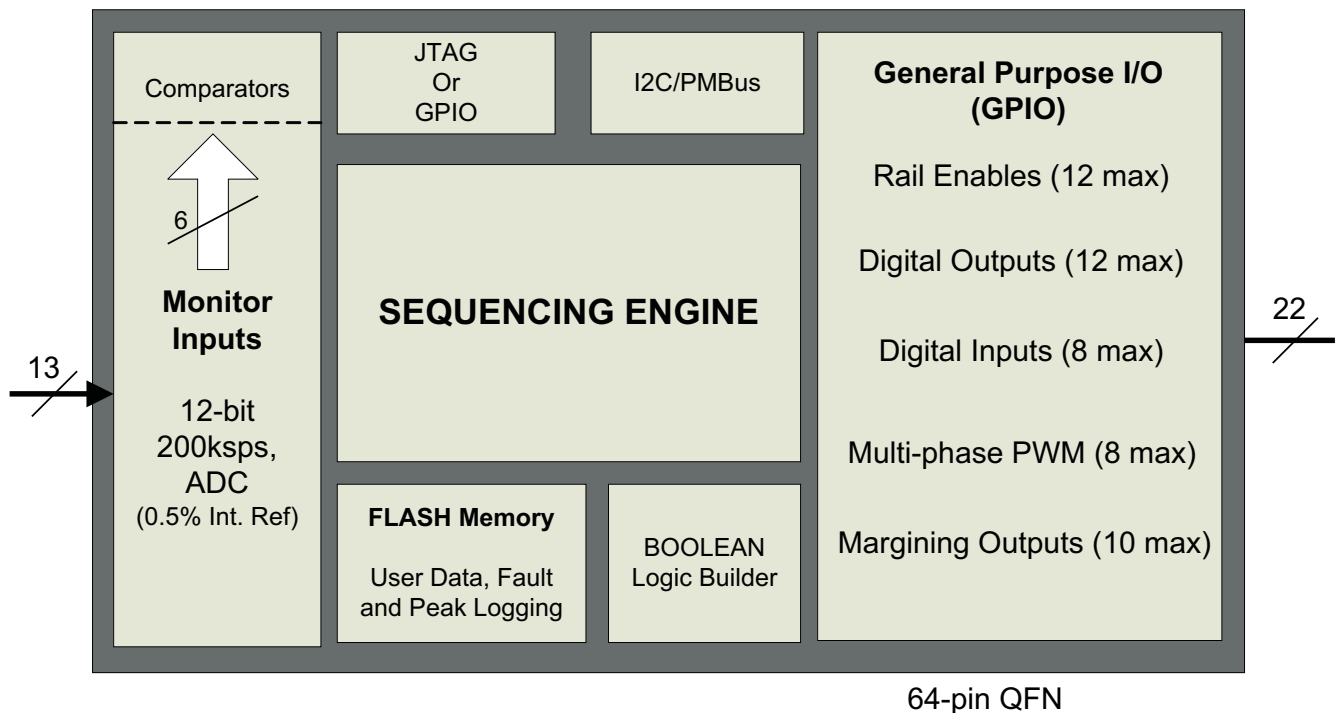 Comparators
6
Monitor
Inputs
12-bit
200ksps,
ADC
(0.5% Int. Ref)
13
JTAG
Or
GPIO
I2C/PMBus
SEQUENCING ENGINE
FLASH Memory
User Data, Fault
and Peak Logging
BOOLEAN
Logic Builder
General Purpose I/O
(GPIO)
Rail Enables (12 max)
Digital Outputs (12 max)
Digital Inputs (8 max)
Multi-phase PWM (8 max)
Margining Outputs (10 max)
22
64-pin QFN